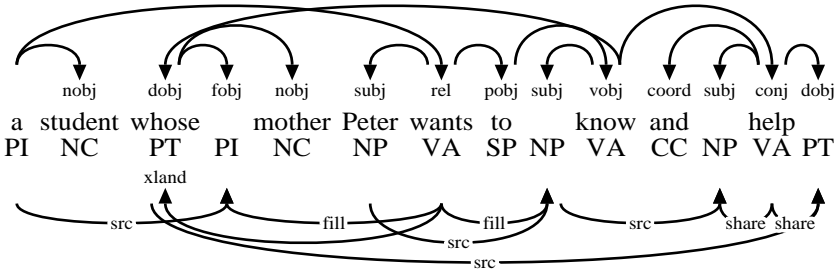 nobj dobj fobj nobj subj rel pobj subj vobj coord subj conj dobj
a student whose mother Peter wants to know and help
PI NC PT PI NC NP VA SP NP VA CC NP VA PT
xland
src fill fill src share share
src
src